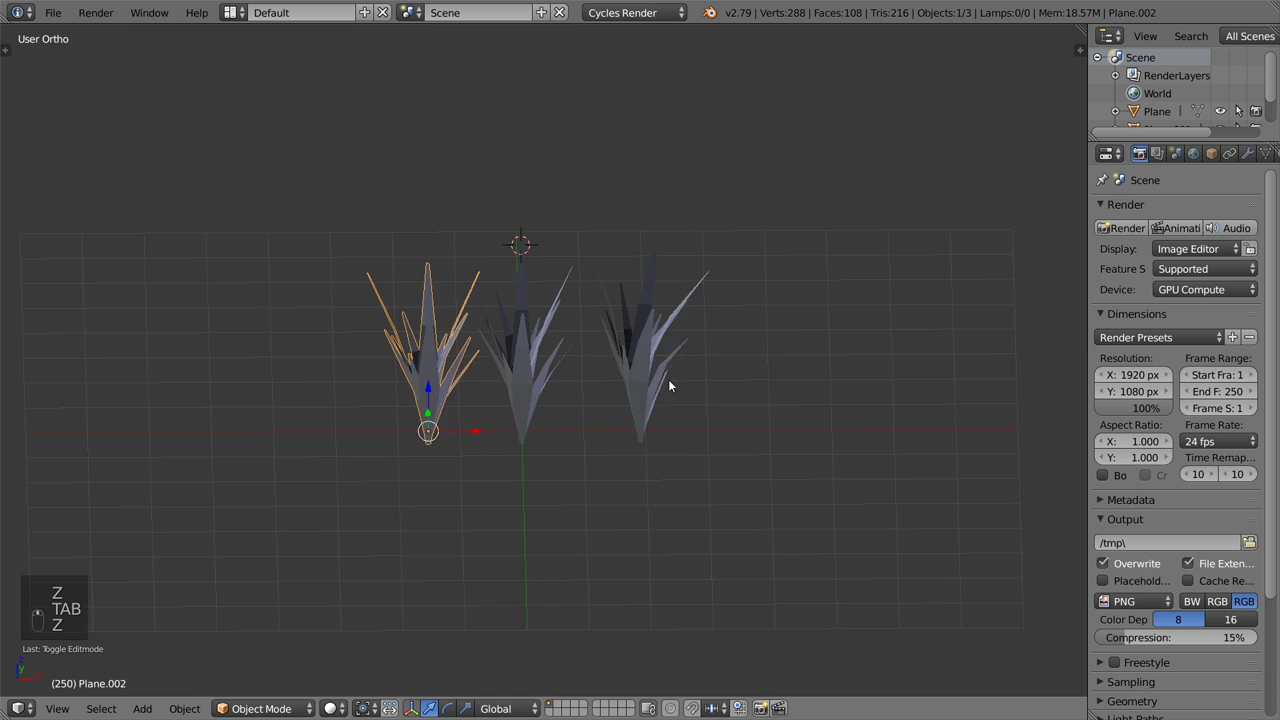 File Render Window Help Default Scene Cycles Render v2.79 | Verts:288 | Faces:108 | Tris:216 | Objects:1/3 | Lamps:0/0 | Mem:18.57M | Plane.002
User Ortho
View Search All Scenes
Scene
RenderLayers
World
Plane
Scene
Render
Render Animati Audio
Display: Image Editor
Feature S Supported
Device: GPU Compute
Dimensions
Render Presets
Resolution: Frame Range:
X: 1920 px Start Fra: 1
Y: 1080 px End F: 250
100% Frame S: 1
Aspect Ratio: Frame Rate:
X: 1.000 24 fps
Y: 1.000 Time Remap...
Bo Cr 10 10
Metadata
Output
/tmp\
Overwrite File Exten...
Placehold... Cache Re...
PNG BW RGB RGB
Color Dep 8 16
Compression: 15%
Freestyle
Sampling
Geometry
Z
TAB
Z
Last: Toggle Editmode
z
y
(250) Plane.002
View Select Add Object Object Mode Global